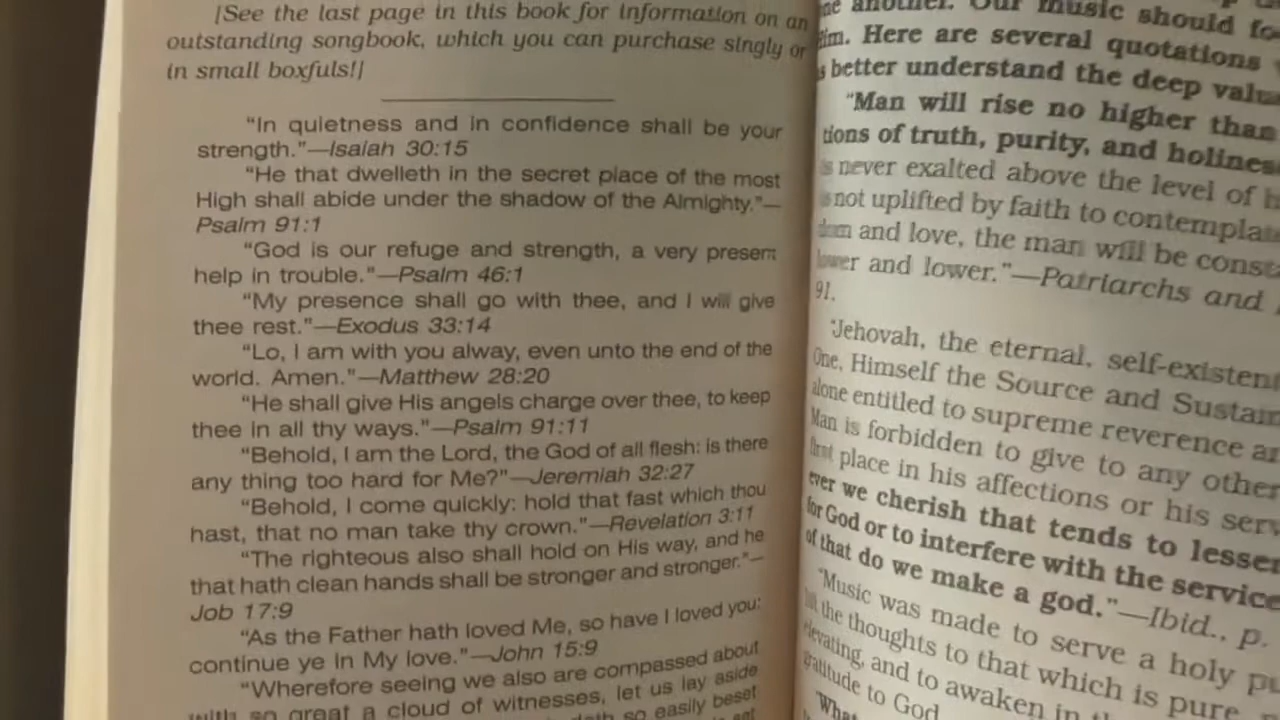 [See the last page in this book for information on an
outstanding songbook, which you can purchase singly or
in small boxfuls!]
"In quietness and in confidence shall be your
strength."—Isaiah 30:15
"He that dwelleth in the secret place of the most
High shall abide under the shadow of the Almighty."—
Psalm 91:1
"God is our refuge and strength, a very present
help in trouble."—Psalm 46:1
"My presence shall go with thee, and I will give
thee rest."—Exodus 33:14
"Lo, I am with you alway, even unto the end of the
world. Amen."—Matthew 28:20
"He shall give His angels charge over thee, to keep
thee in all thy ways."—Psalm 91:11
"Behold, I am the Lord, the God of all flesh: is there
any thing too hard for Me?"—Jeremiah 32:27
"Behold, I come quickly: hold that fast which thou
hast, that no man take thy crown."—Revelation 3:11
"The righteous also shall hold on His way, and he
that hath clean hands shall be stronger and stronger."—
Job 17:9
"As the Father hath loved Me, so have I loved you:
continue ye in My love."—John 15:9
"Wherefore seeing we also are compassed about
with so great a cloud of witnesses, let us lay aside
so easily beset
another. Our music should
Here are several quotations
better understand the deep
"Man will rise no higher than
tions of truth, purity, and
never exalted above the level of
not uplifted by faith to
and love, the man will be
lower and lower."—Patriarchs and
91.
"Jehovah, the eternal, self-existent
One, Himself the Source and
alone entitled to supreme reverence
Man is forbidden to give to any other
first place in his affections or his
ever we cherish that tends to
for God or to interfere with the service
of that do we make a god."—Ibid., p.
"Music was made to serve a holy
the thoughts to that which is pure
and to awaken in
gratitude to God
"What